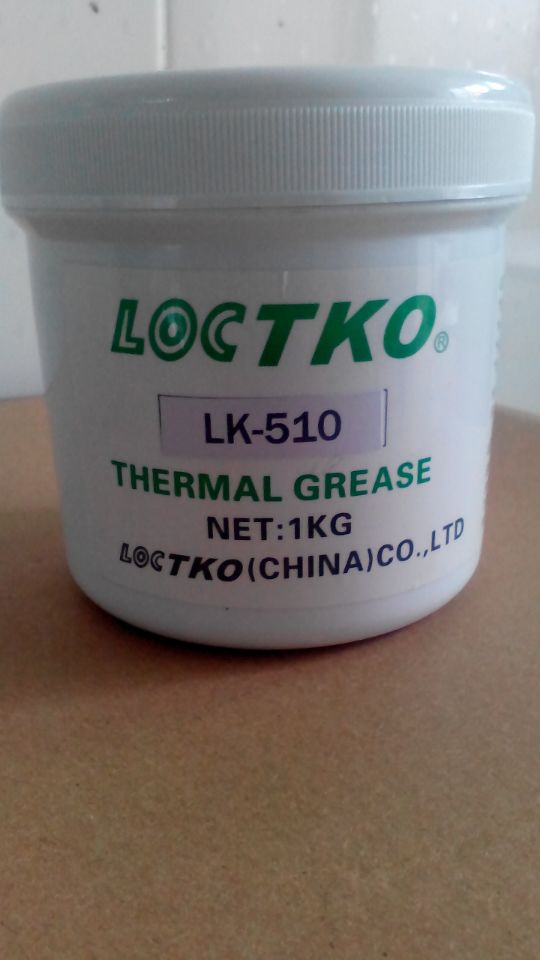 LOCTKO®
LK-510
THERMAL GREASE
NET:1KG
LOCTKO(CHINA)CO.,LTD